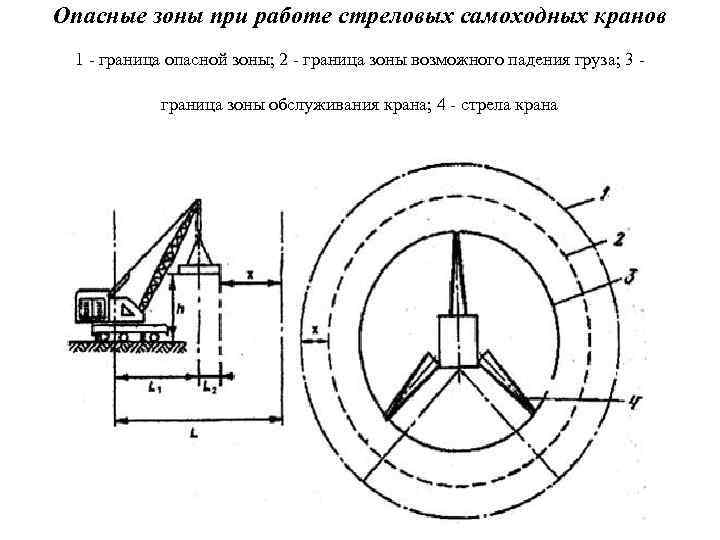 Опасные зоны при работе стреловых самоходных кранов
1 - граница опасной зоны; 2 - граница зоны возможного падения груза; 3 -
граница зоны обслуживания крана; 4 - стрела крана
1
2
3
x
h
x
L1
L2
4
L